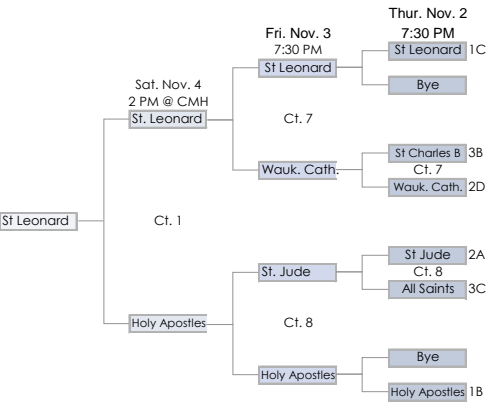 Thur. Nov. 2
Fri. Nov. 3
7:30 PM
7:30 PM
St Leonard 1C
St Leonard
Bye
Sat. Nov. 4
2 PM @ CMH
St. Leonard
Ct. 7
St Charles B 3B
Wauk. Cath.
Ct. 7
Wauk. Cath. 2D
St Leonard
Ct. 1
St Jude 2A
St. Jude
Ct. 8
All Saints 3C
Holy Apostles
Ct. 8
Bye
Holy Apostles
Holy Apostles 1B